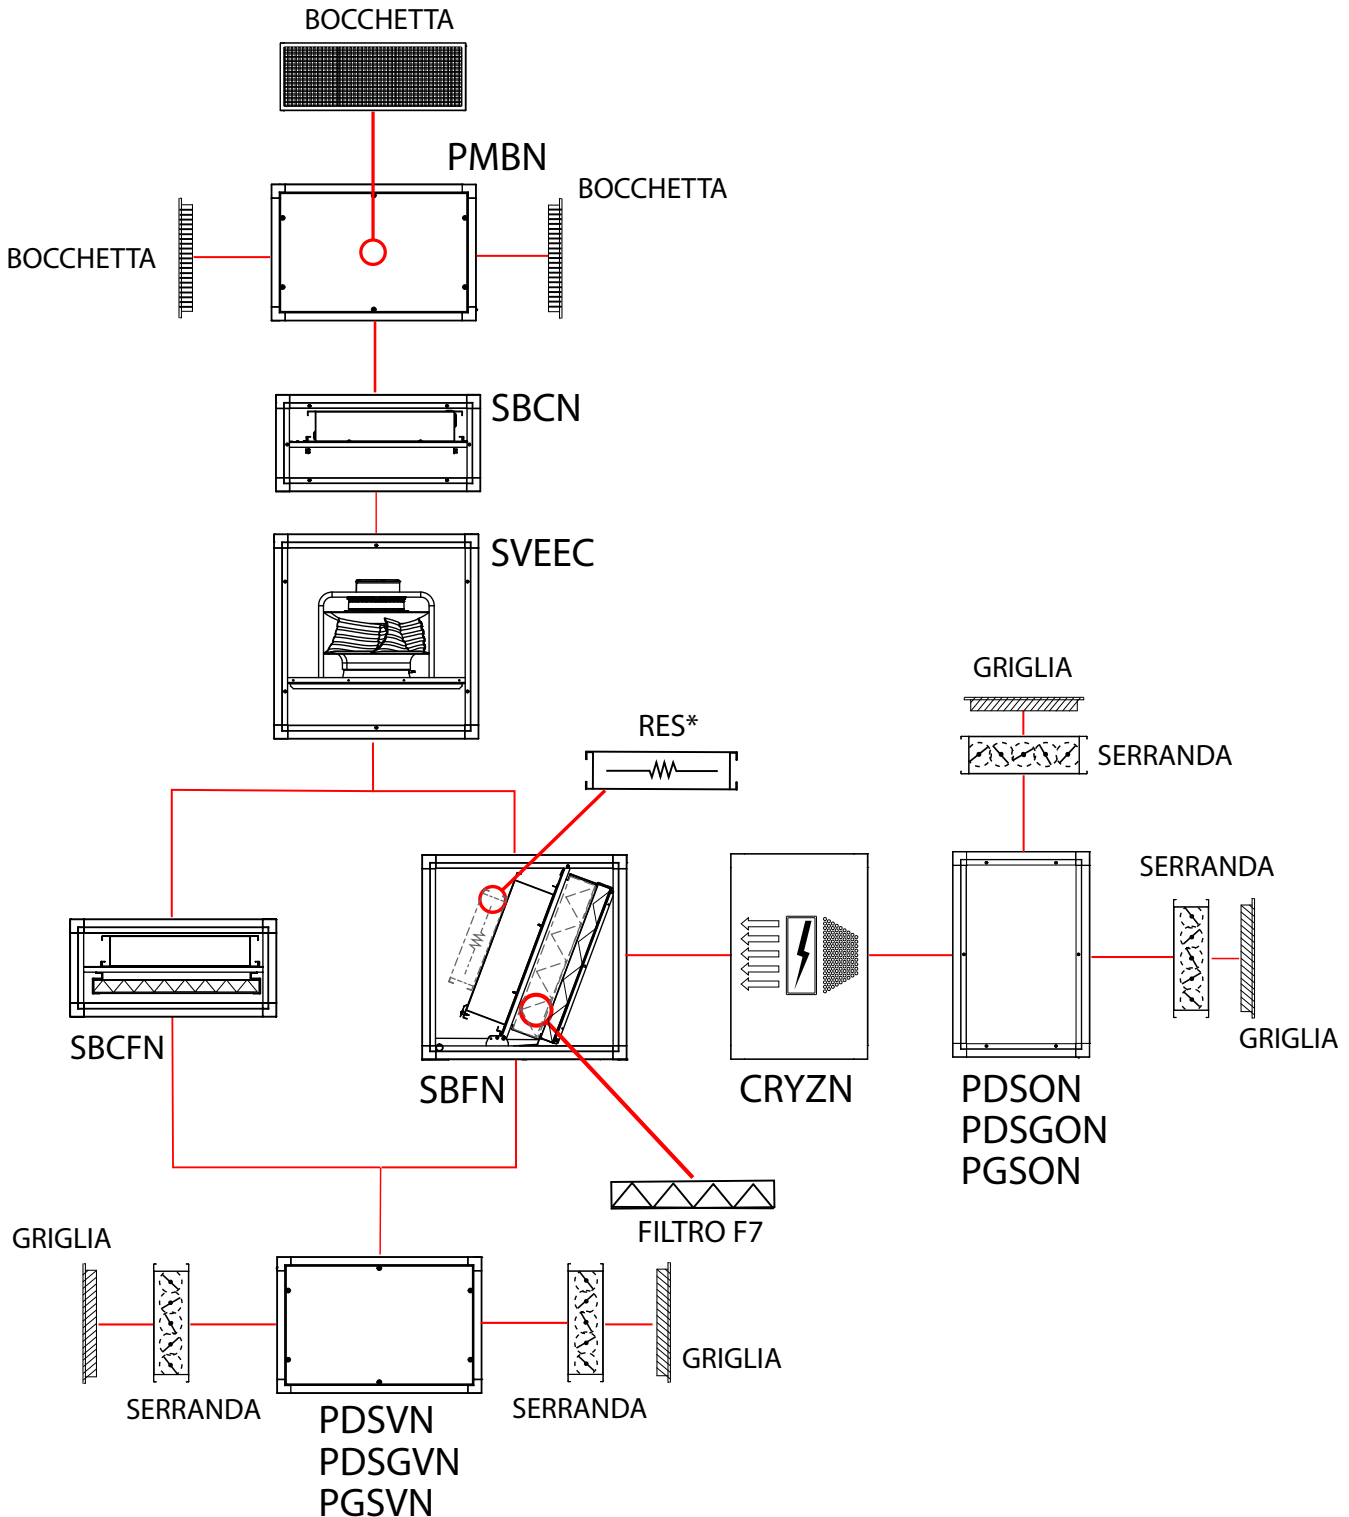 BOCCHETTA
PMBN
BOCCHETTA
BOCCHETTA
SBCN
SVEEC
GRIGLIA
RES*
SERRANDA
SERRANDA
GRIGLIA
SBCFN
SBFN
CRYZN
PDSON
PDSGON
PGSON
FILTRO F7
GRIGLIA
GRIGLIA
SERRANDA
SERRANDA
PDSVN
PDSGVN
PGSVN